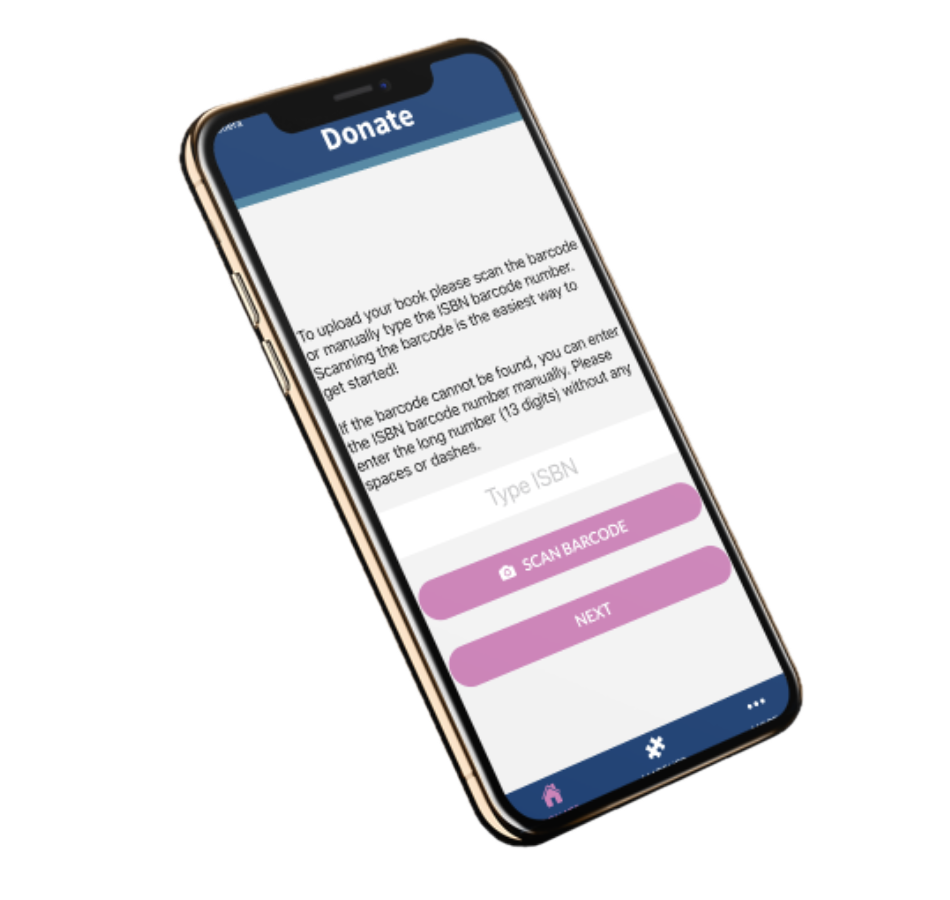 Donate
To upload your book please scan the barcode
or manually type the ISBN barcode number.
Scanning the barcode is the easiest way to
get started!
If the barcode cannot be found, you can enter
the ISBN barcode number manually. Please
enter the long number (13 digits) without any
spaces or dashes.
Type ISBN
SCAN BARCODE
NEXT